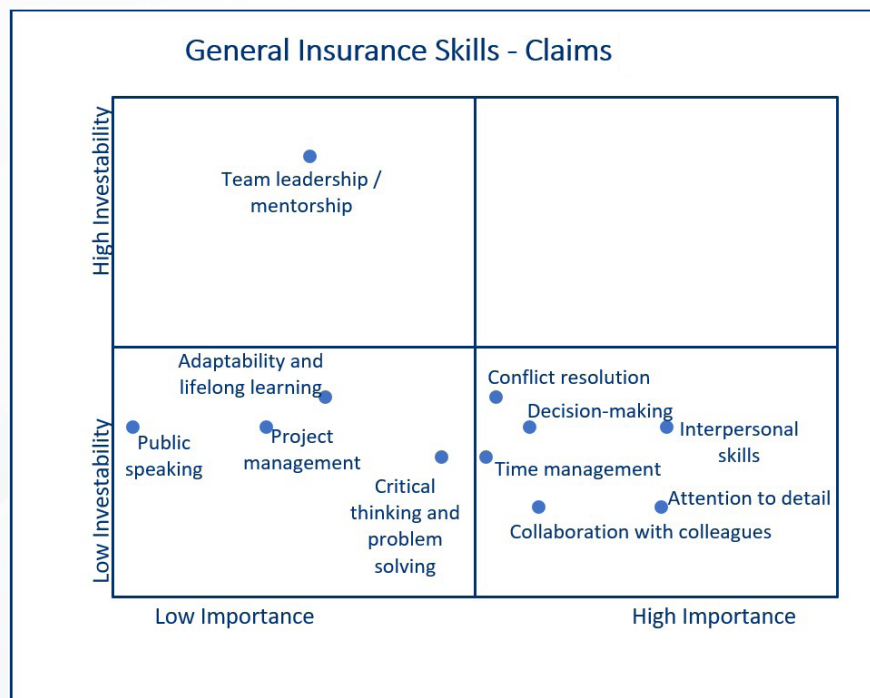 General Insurance Skills - Claims
High Investability
Team leadership /
mentorship
Low Investability
Adaptability and
lifelong learning
Public
speaking
Project
management
Critical
thinking and
problem
solving
Conflict resolution
Decision-making
Interpersonal
skills
Time management
Attention to detail
Collaboration with colleagues
Low Importance
High Importance